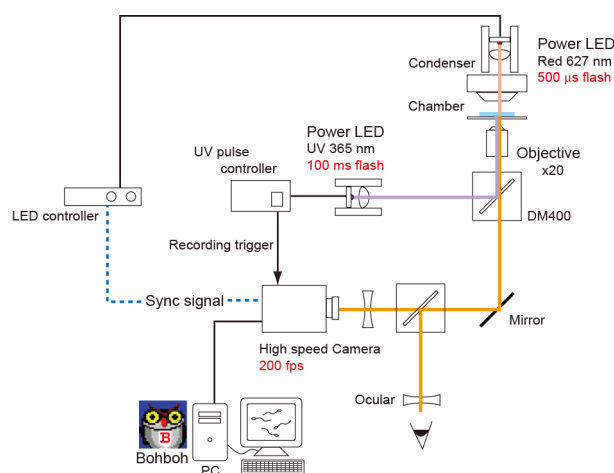 Power LED
Red 627 nm
500 µs flash
Condenser
Chamber
Power LED
UV 365 nm
100 ms flash
UV pulse
controller
Objective
x20
LED controller
DM400
Recording trigger
Sync signal
Mirror
High speed Camera
200 fps
Ocular
B
Bohboh
PC